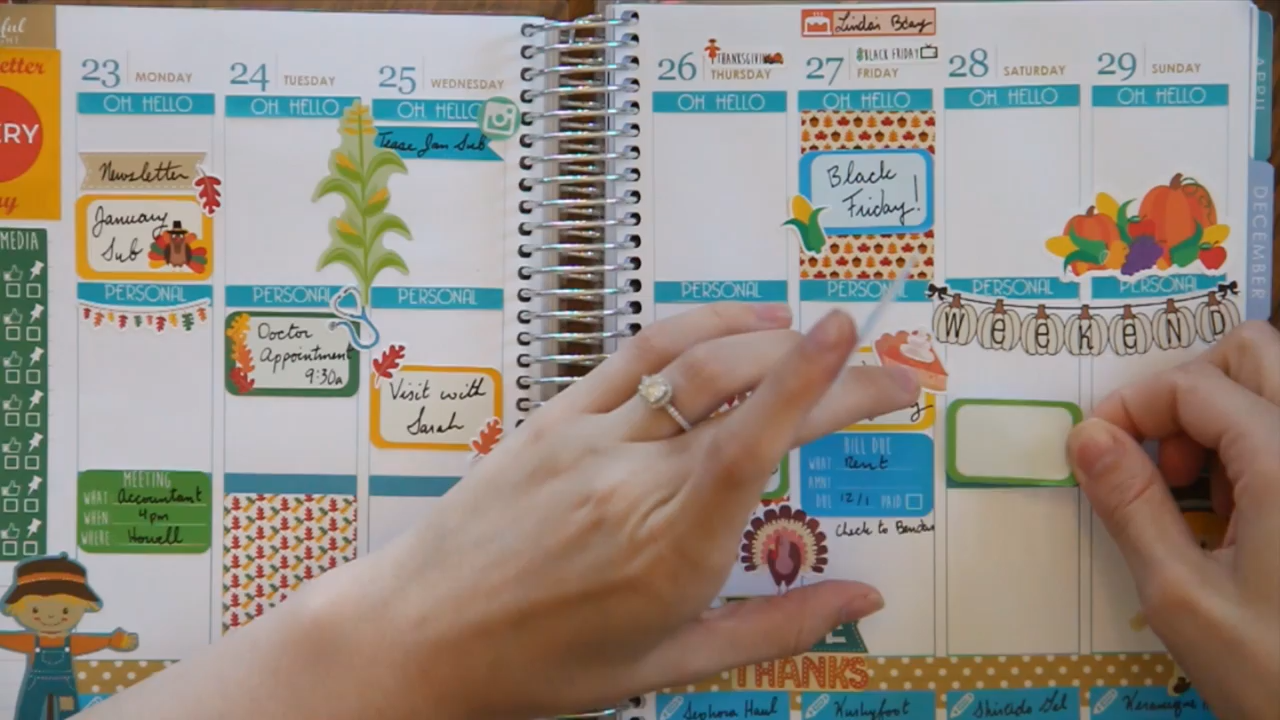 Linda's Bday
23 MONDAY
24 TUESDAY
25 WEDNESDAY
26 THANKSGIVING THURSDAY
27 BLACK FRIDAY FRIDAY
28 SATURDAY
29 SUNDAY
APRIL
OH, HELLO
OH, HELLO
OH, HELLO
OH, HELLO
OH, HELLO
OH, HELLO
OH, HELLO
Tease Jan Sub
Newsletter
January
Sub
Black
Friday!
MEDIA
DECEMBER
PERSONAL
PERSONAL
PERSONAL
PERSONAL
PERSONAL
PERSONAL
PERSONAL
WEEKEND
Doctor
Appointment
9:30a
Visit with
Sarah
MEETING
WHAT Accountant
WHEN 4pm
WHERE Howell
BILL DUE
WHAT Rent
AMNT
DUE 12/1 PAID
Check to Bendas
THANKS
Sephora Haul
Kushyfoot